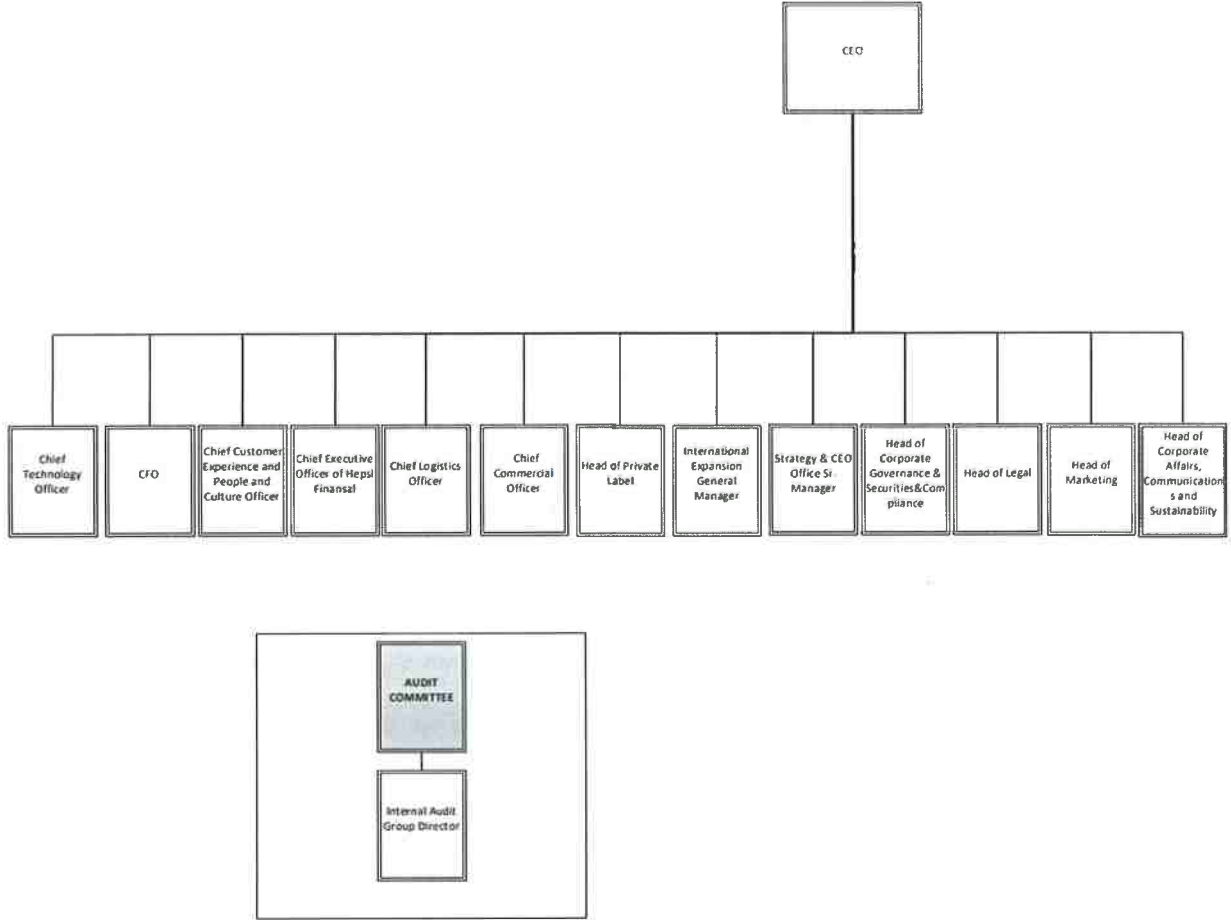 CEO
Chief
Technology
Officer
CFO
Chief Customer
Experience and
People and
Culture Officer
Chief Executive
Officer of Hepsi
Finansal
Chief Logistics
Officer
Chief
Commercial
Officer
Head of Private
Label
International
Expansion
General
Manager
Strategy & CEO
Office Sr.
Manager
Head of
Corporate
Governance &
Securities&Com
pliance
Head of Legal
Head of
Marketing
Head of
Corporate
Affairs,
Communication
s and
Sustainability
AUDIT
COMMITTEE
Internal Audit
Group Director